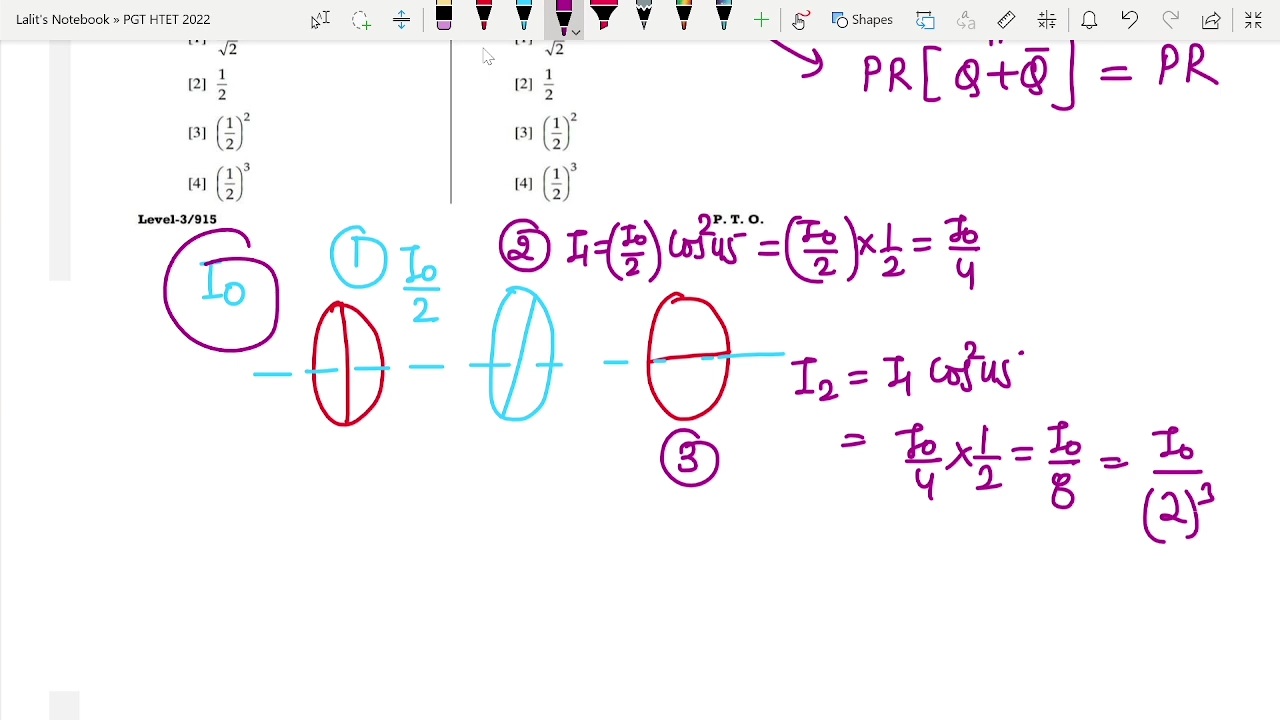 Lalit's Notebook » PGT HTET 2022
Shapes
PR[Q+Q̄] = PR
√2
√2
[2] 1/2
[2] 1/2
[3] (1/2)^2
[3] (1/2)^2
[4] (1/2)^3
[4] (1/2)^3
Level-3/915
P. T. O.
I0
① I0/2
② I1=(I0/2) cos²45° = (I0/2)×1/2 = I0/4
I2 = I1 cos²45°
= I0/4 × 1/2 = I0/8 = I0/(2)^3
③